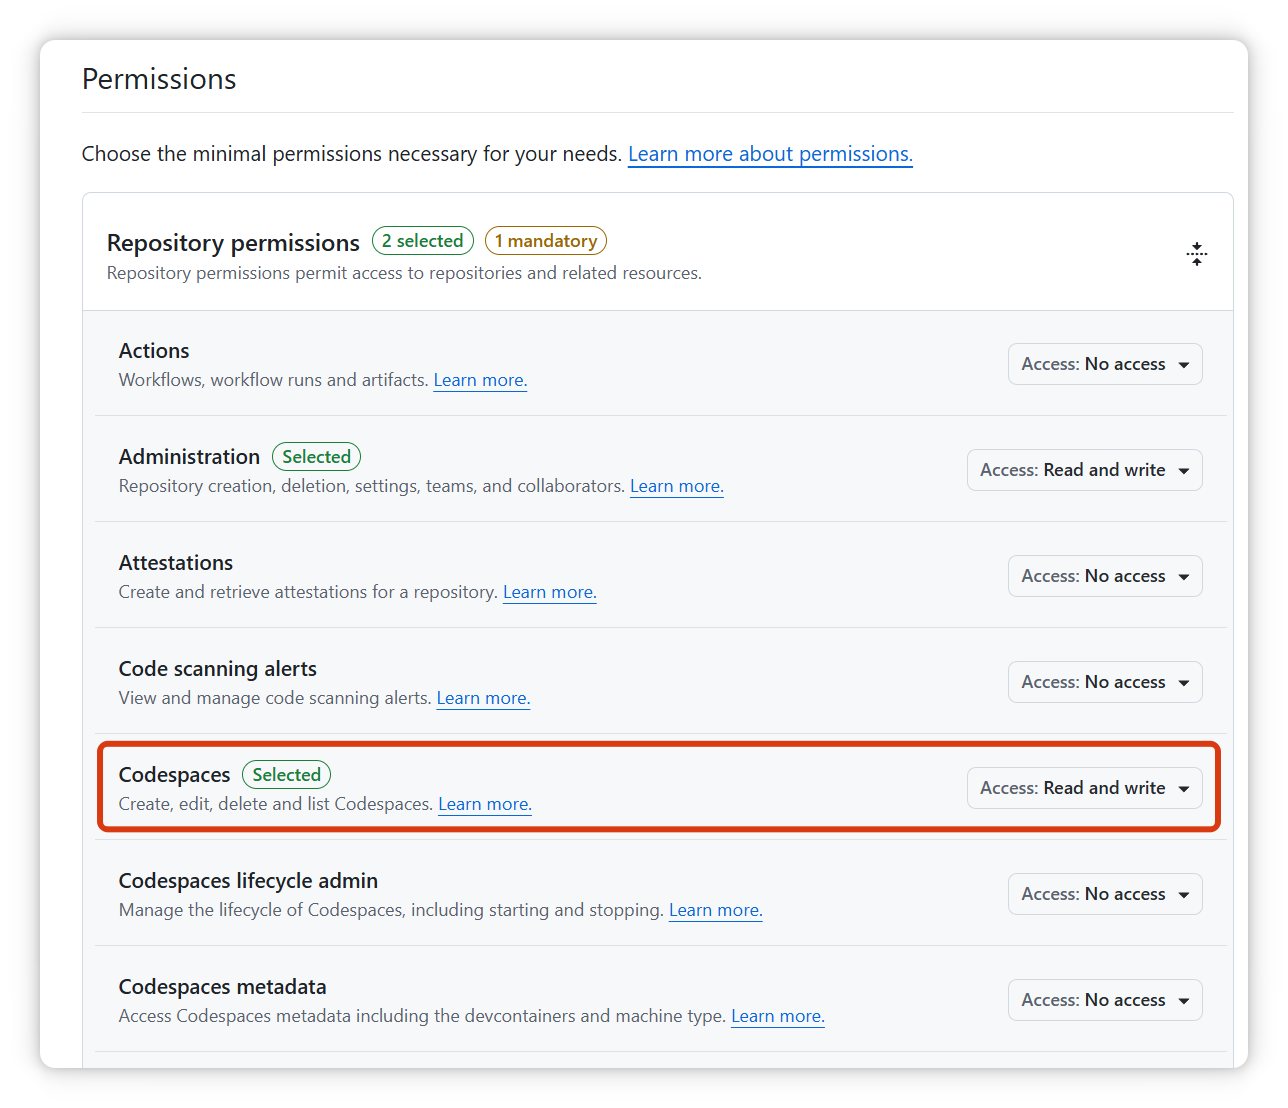 Permissions
Choose the minimal permissions necessary for your needs. Learn more about permissions.
Repository permissions 2 selected 1 mandatory
Repository permissions permit access to repositories and related resources.
Actions
Workflows, workflow runs and artifacts. Learn more.
Access: No access
Administration Selected
Repository creation, deletion, settings, teams, and collaborators. Learn more.
Access: Read and write
Attestations
Create and retrieve attestations for a repository. Learn more.
Access: No access
Code scanning alerts
View and manage code scanning alerts. Learn more.
Access: No access
Codespaces Selected
Create, edit, delete and list Codespaces. Learn more.
Access: Read and write
Codespaces lifecycle admin
Manage the lifecycle of Codespaces, including starting and stopping. Learn more.
Access: No access
Codespaces metadata
Access Codespaces metadata including the devcontainers and machine type. Learn more.
Access: No access